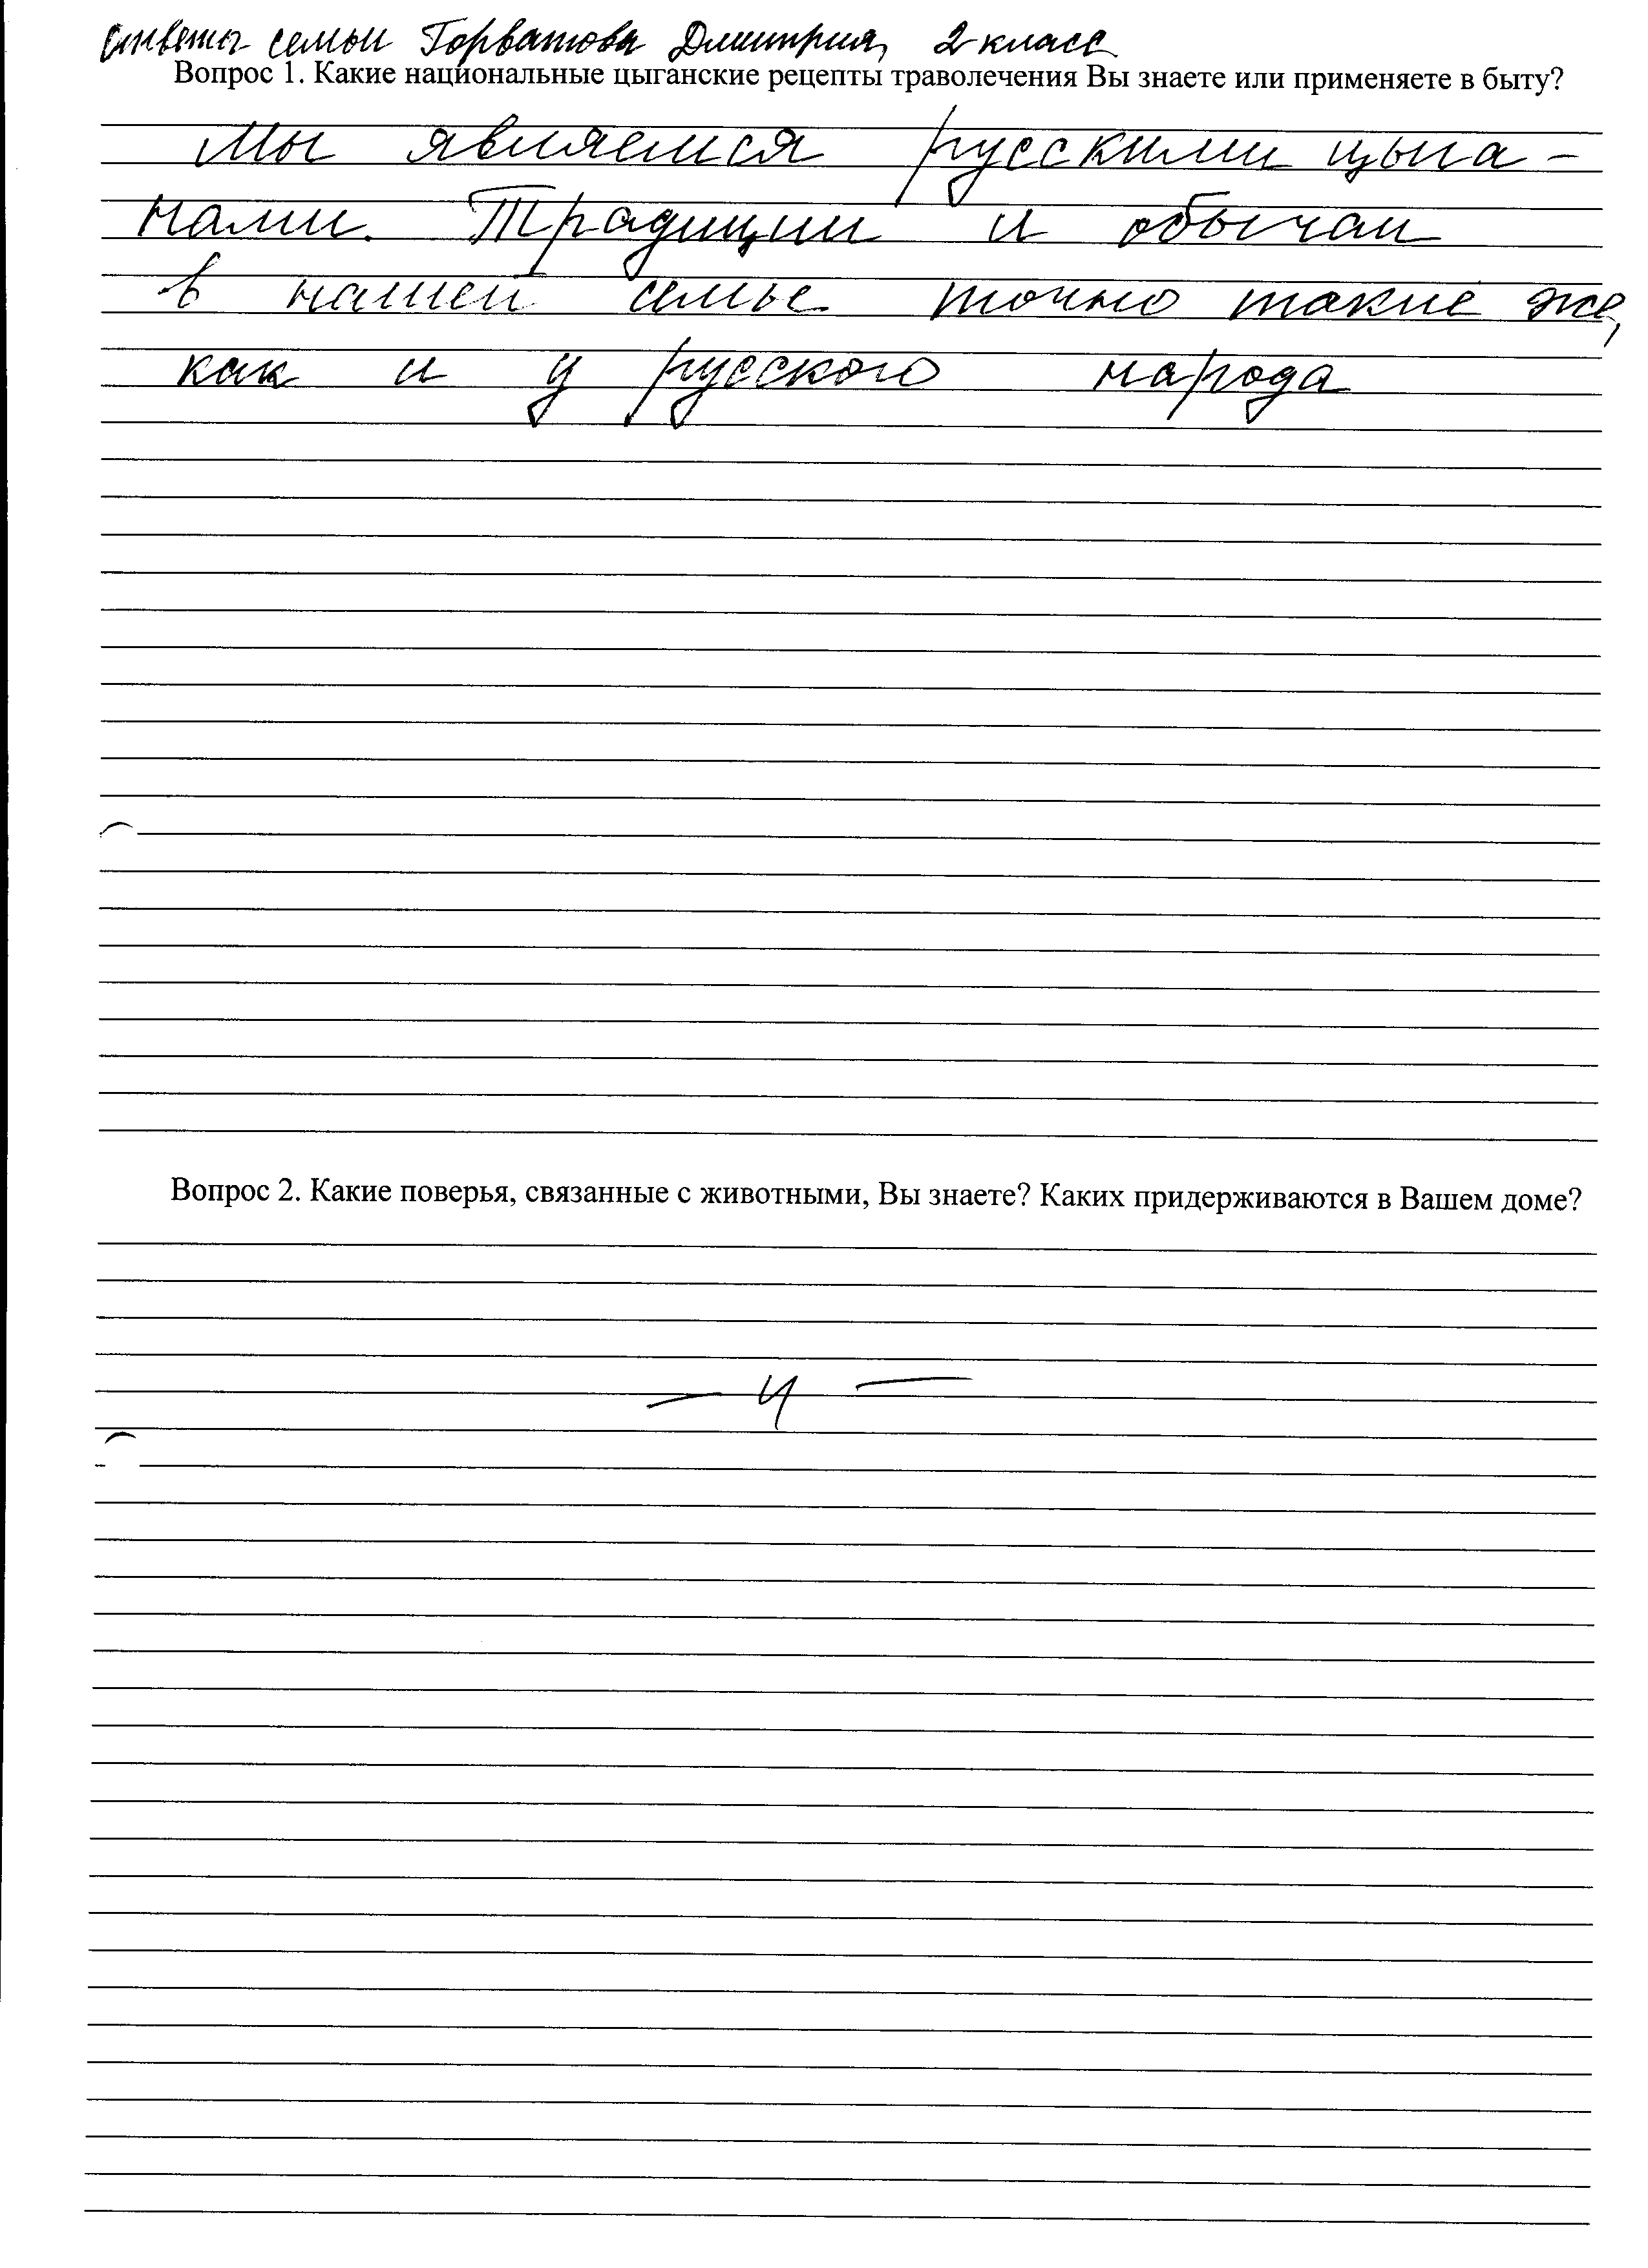 ответы семьи Горватова Дмитрия, 2 класс
Вопрос 1. Какие национальные цыганские рецепты траволечения Вы знаете или применяете в быту?
Мы являемся русскими цыга-
нами. Традиции и обычаи
в нашей семье точно такие же,
как и у русского народа
Вопрос 2. Какие поверья, связанные с животными, Вы знаете? Каких придерживаются в Вашем доме?
— ч —